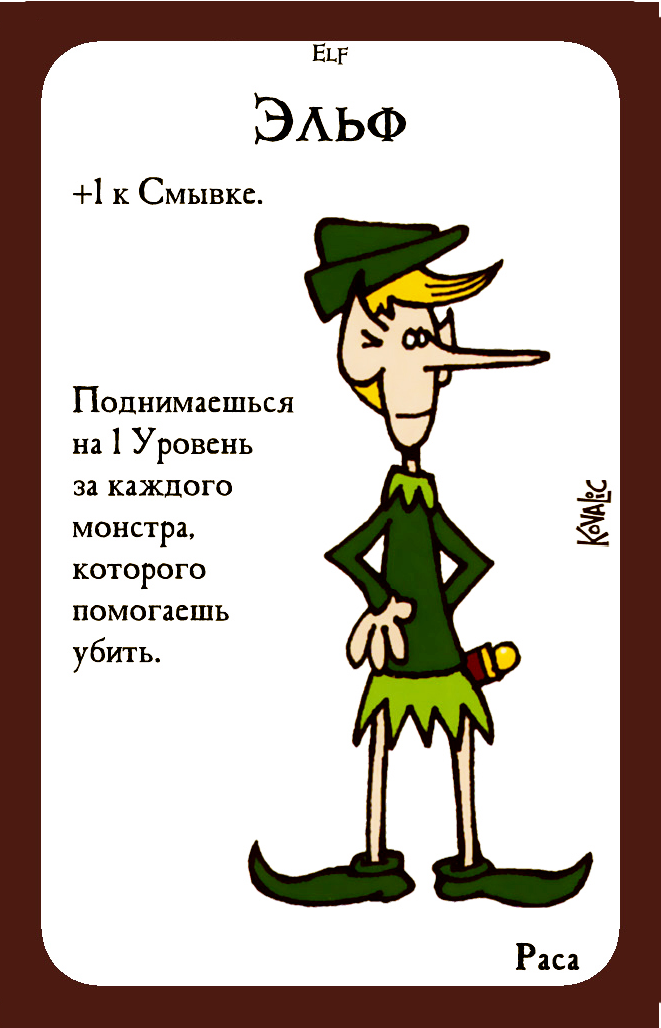 Elf
Эльф
+1 к Смывке.
Поднимаешься
на 1 Уровень
за каждого
монстра,
которого
помогаешь
убить.
Kovalic
Раса